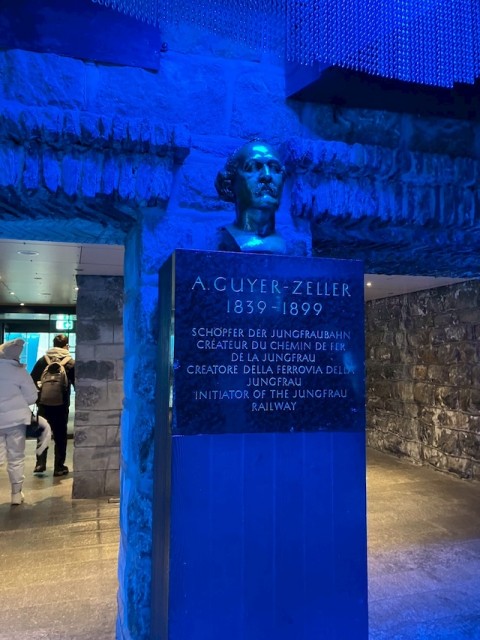 A. GUYER-ZELLER
1839-1899
SCHÖPFER DER JUNGFRAUBAHN
CRÉATEUR DU CHEMIN DE FER
DE LA JUNGFRAU
CREATORE DELLA FERROVIA DELLA
JUNGFRAU
INITIATOR OF THE JUNGFRAU
RAILWAY